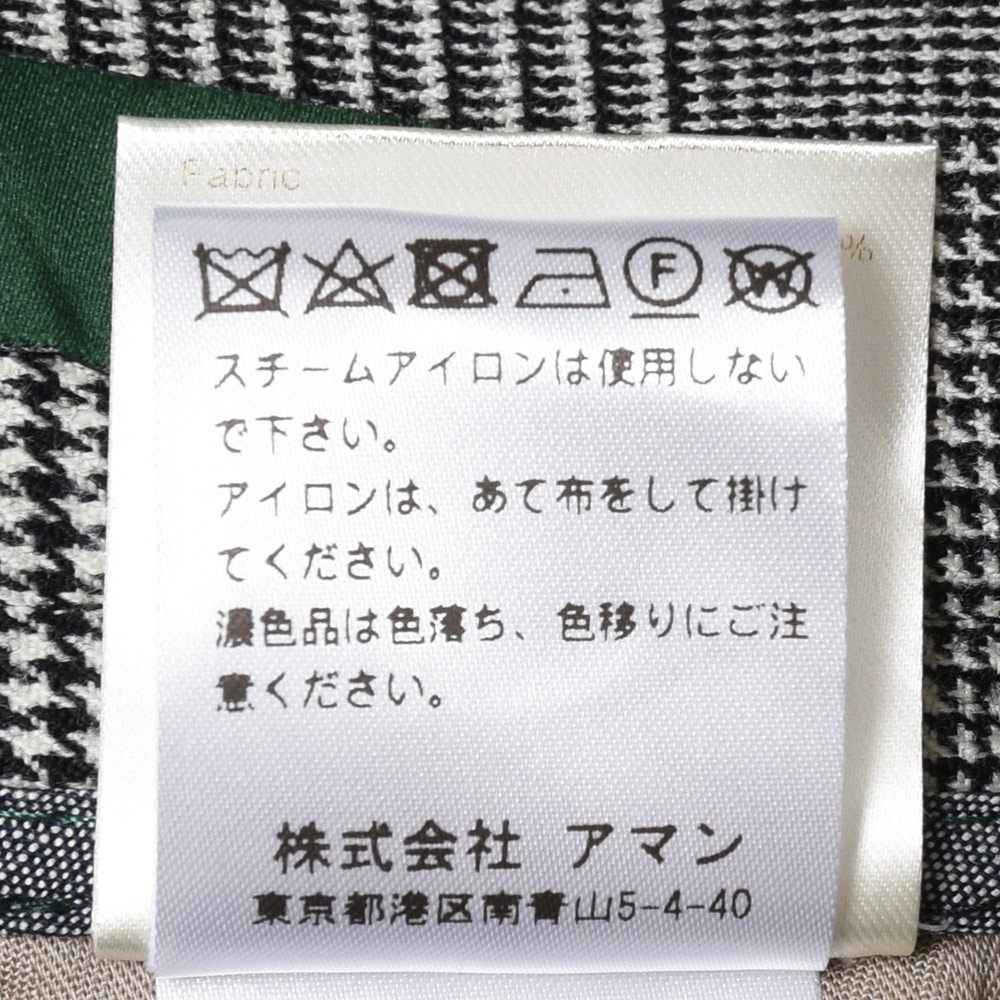 Fabric
%
F W
スチームアイロンは使用しない
で下さい。
アイロンは、あて布をして掛け
てください。
濃色品は色落ち、色移りにご注
意ください。
株式会社 アマン
東京都港区南青山5-4-40